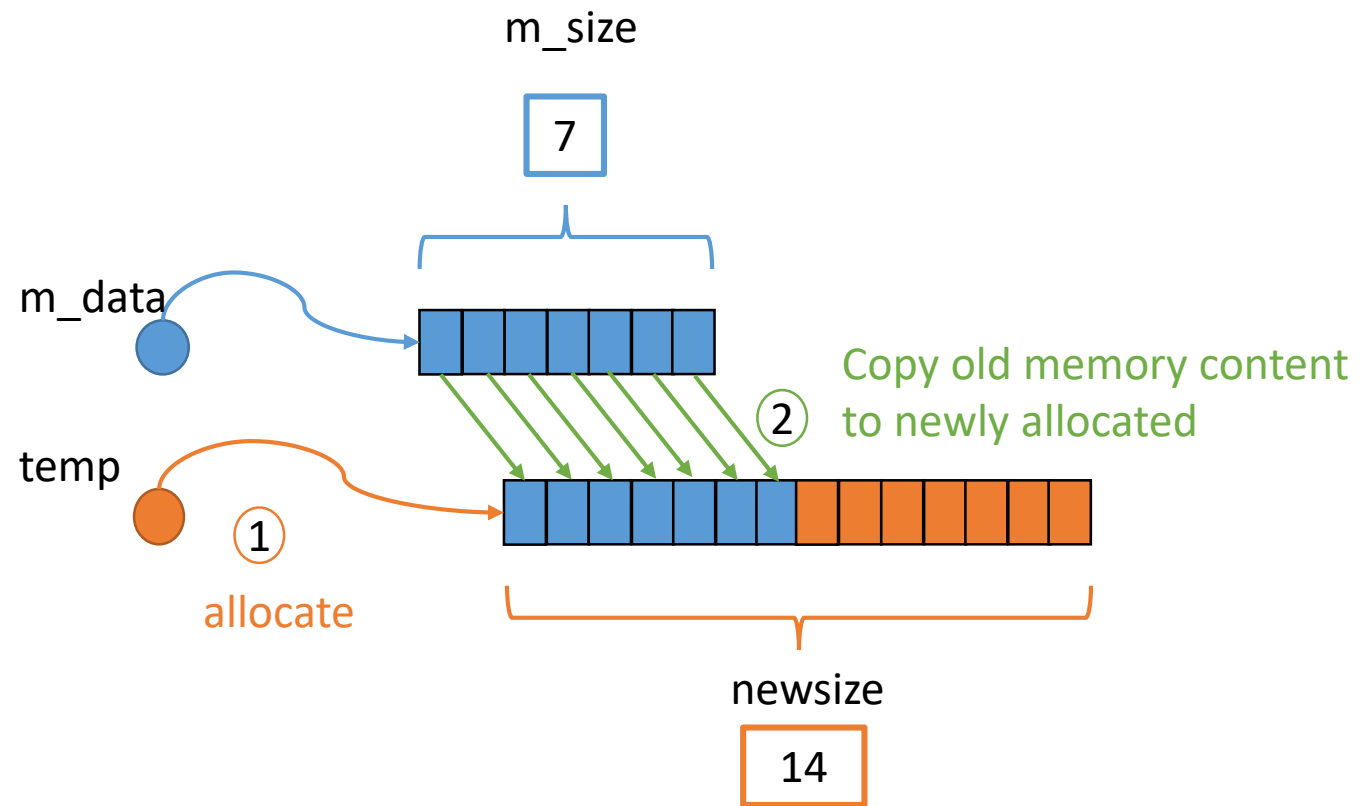 m_size
7
m_data
Copy old memory content
to newly allocated
2
temp
1
allocate
newsize
14